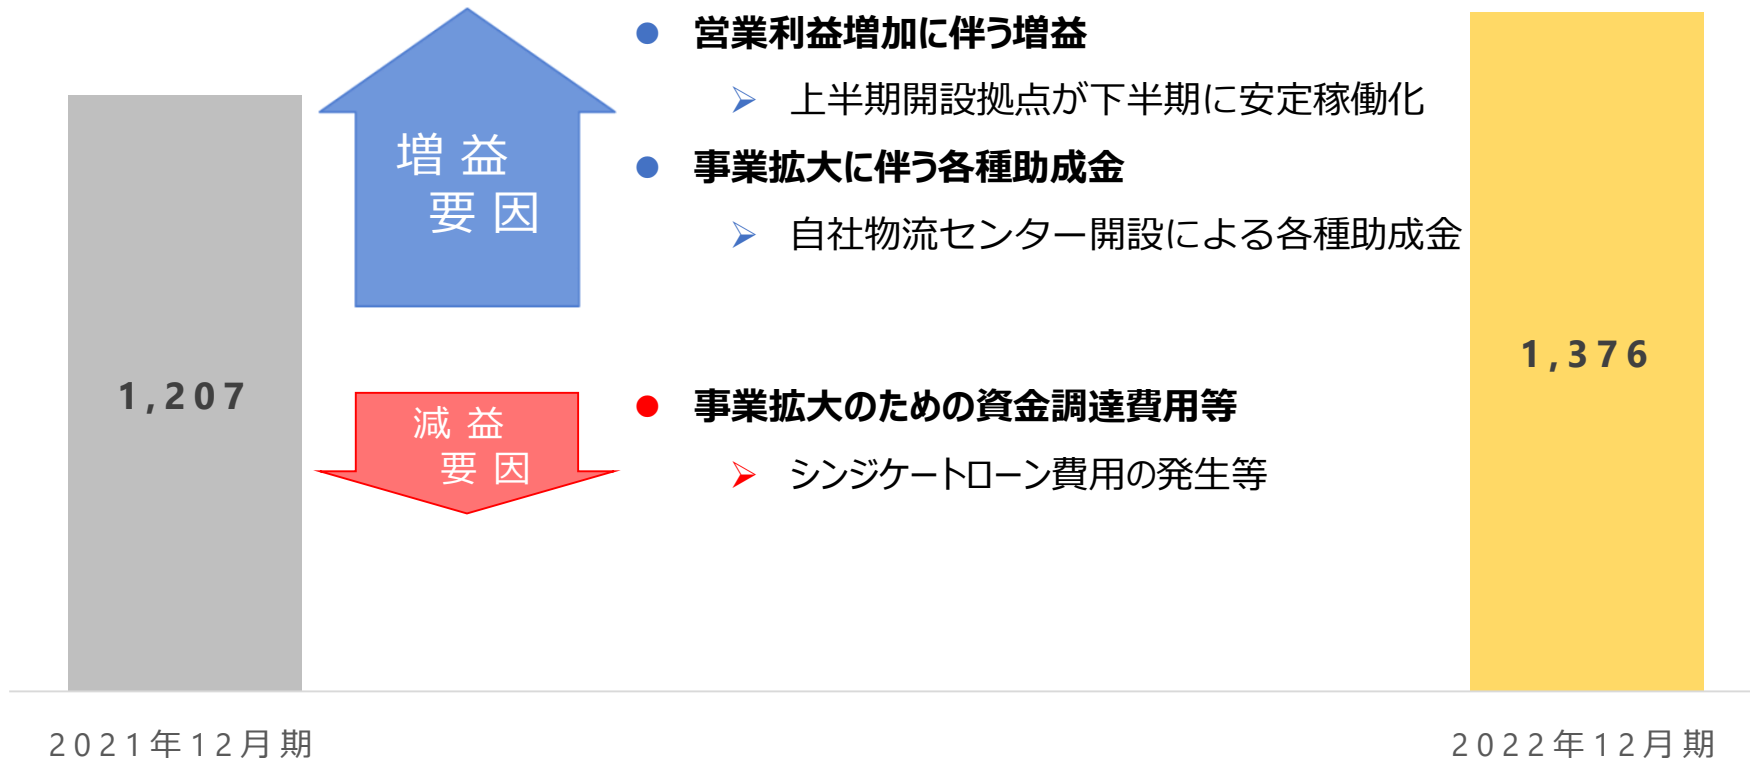 営業利益増加に伴う増益
上半期開設拠点が下半期に安定稼働化
増益
要因
事業拡大に伴う各種助成金
自社物流センター開設による各種助成金
1,207
1,376
減益
要因
事業拡大のための資金調達費用等
シンジケートローン費用の発生等
2021年12月期
2022年12月期